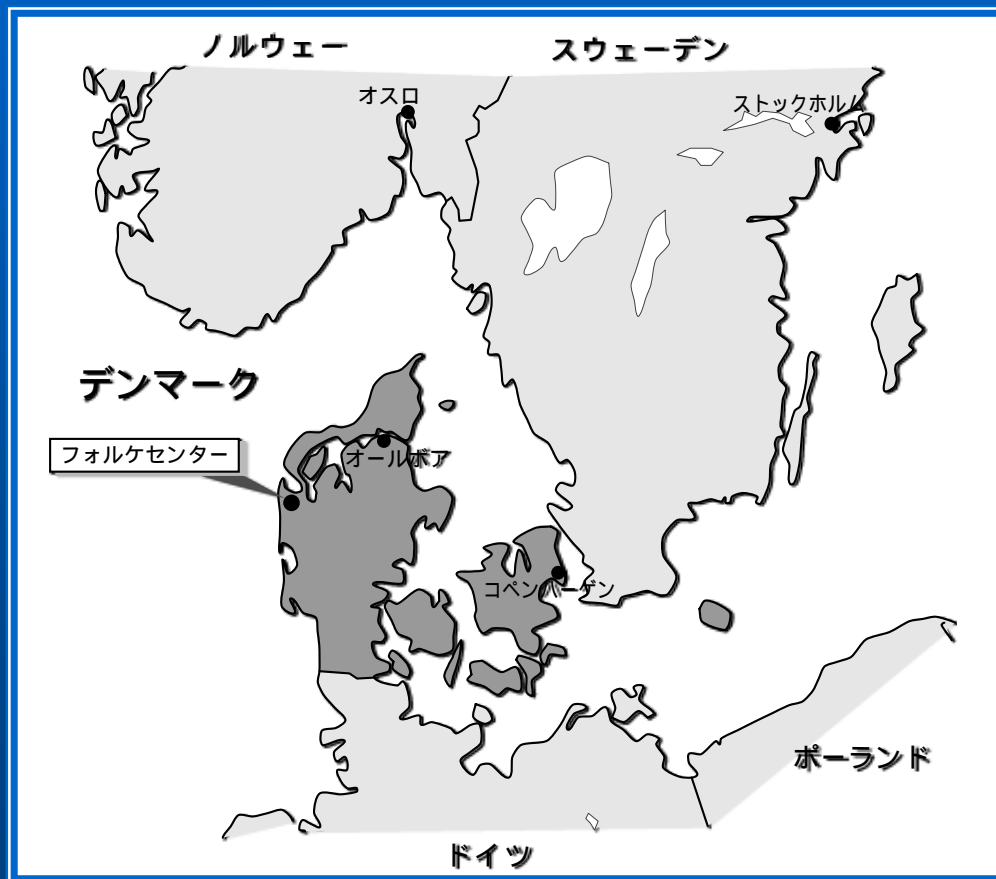 ノルウェー
スウェーデン
オスロ
ストックホルム
デンマーク
フォルケセンター
オールボア
コペンハーゲン
ポーランド
ドイツ